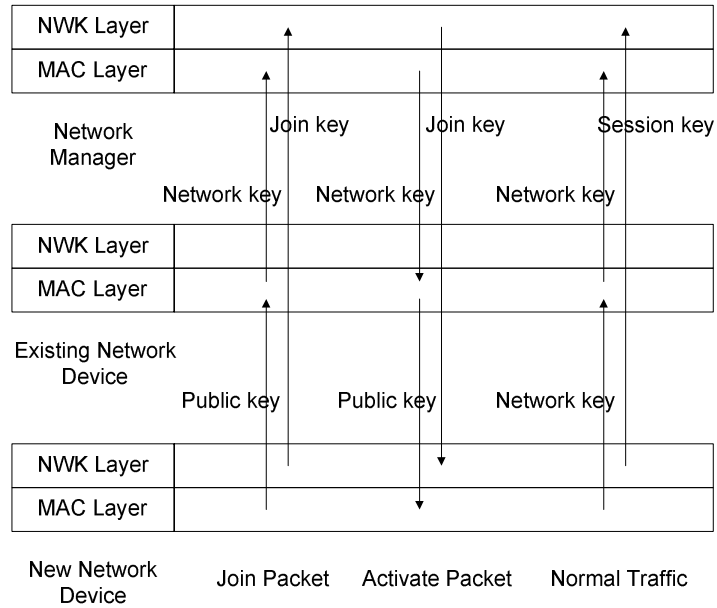 NWK Layer
MAC Layer
Network
Manager
Join key
Join key
Session key
Network key
Network key
Network key
NWK Layer
MAC Layer
Existing Network
Device
Public key
Public key
Network key
NWK Layer
MAC Layer
New Network
Device
Join Packet
Activate Packet
Normal Traffic